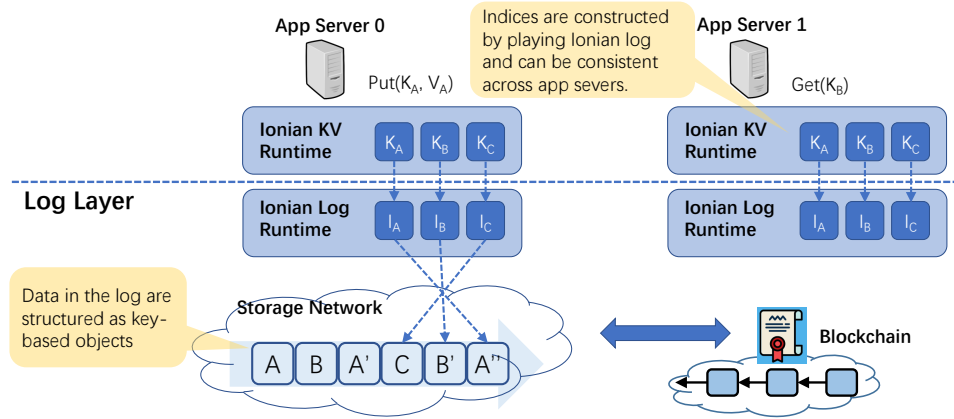 App Server 0
Indices are constructed
by playing Ionian log
and can be consistent
across app severs.
App Server 1
Put(K_A, V_A)
Get(K_B)
Ionian KV
Runtime
K_A K_B K_C
Ionian KV
Runtime
K_A K_B K_C
Log Layer
Ionian Log
Runtime
I_A I_B I_C
Ionian Log
Runtime
I_A I_B I_C
Data in the log are
structured as key-
based objects
Storage Network
A B A' C B' A''
Blockchain